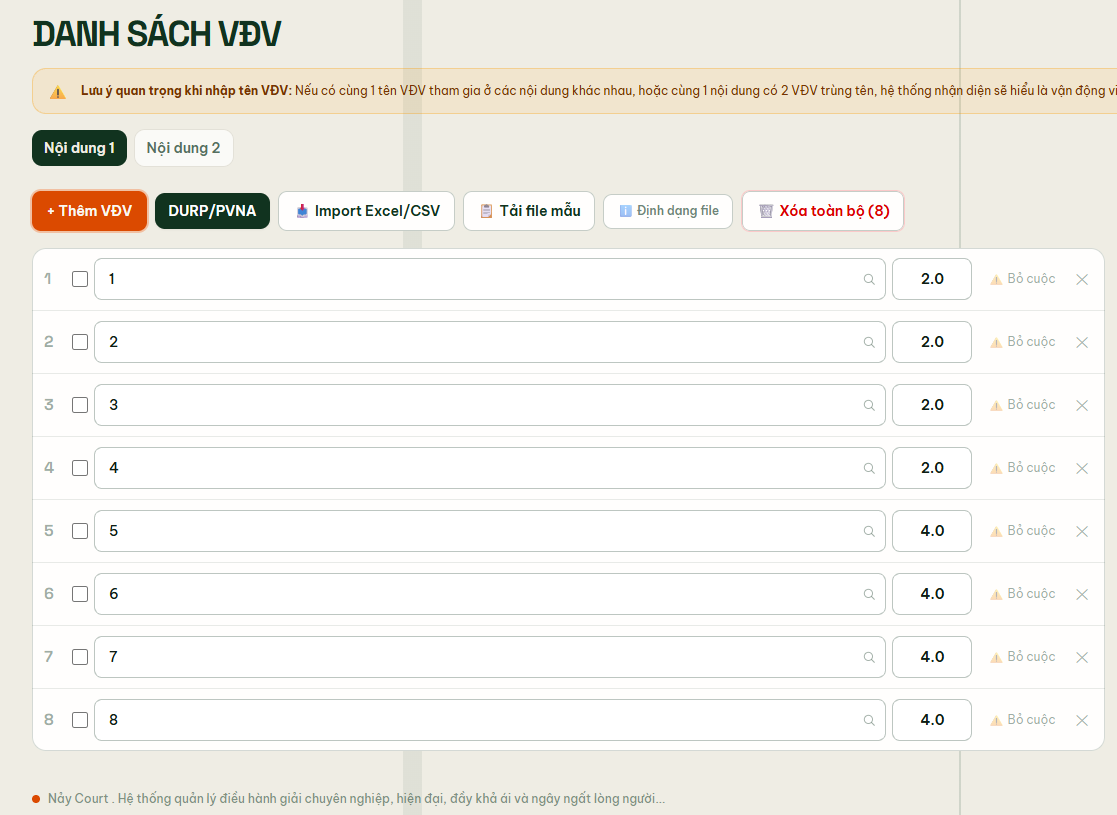 DANH SÁCH VĐV
Lưu ý quan trọng khi nhập tên VĐV: Nếu có cùng 1 tên VĐV tham gia ở các nội dung khác nhau, hoặc cùng 1 nội dung có 2 VĐV trùng tên, hệ thống nhận diện sẽ hiểu là vận động
Nội dung 1 Nội dung 2
+ Thêm VĐV DURP/PVNA Import Excel/CSV Tải file mẫu Định dạng file Xóa toàn bộ (8)
1 1 2.0 Bỏ cuộc
2 2 2.0 Bỏ cuộc
3 3 2.0 Bỏ cuộc
4 4 2.0 Bỏ cuộc
5 5 4.0 Bỏ cuộc
6 6 4.0 Bỏ cuộc
7 7 4.0 Bỏ cuộc
8 8 4.0 Bỏ cuộc
Nảy Court . Hệ thống quản lý điều hành giải chuyên nghiệp, hiện đại, đầy khả ái và ngây ngất lòng người...